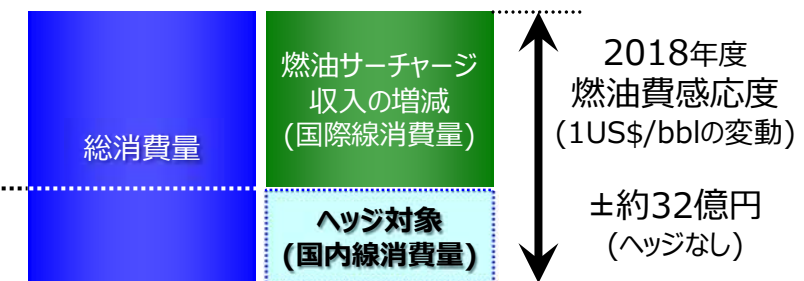 総消費量
燃油サーチャージ
収入の増減
(国際線消費量)
ヘッジ対象
(国内線消費量)
2018年度
燃油費感応度
(1US$/bblの変動)
±約32億円
(ヘッジなし)